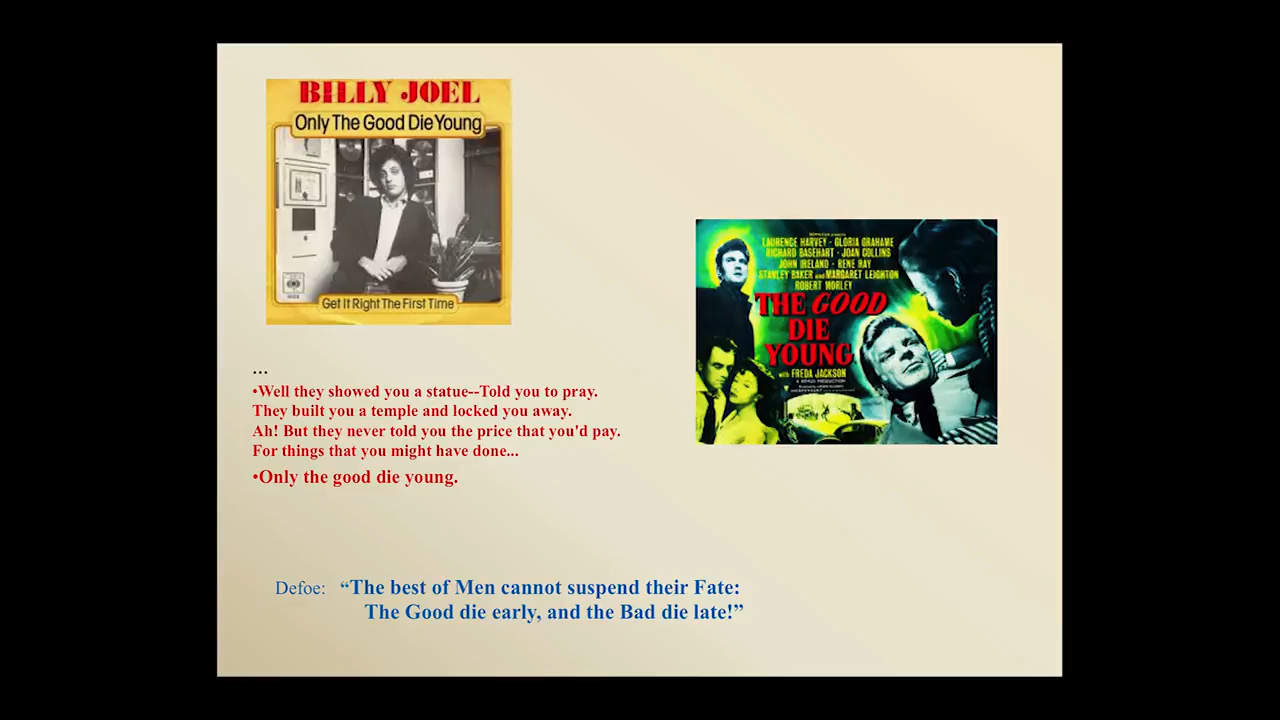 BILLY JOEL
Only The Good Die Young
Get It Right The First Time
LAURENCE HARVEY · GLORIA GRAHAME
RICHARD BASEHART · JOAN COLLINS
JOHN IRELAND · RENE RAY
STANLEY BAKER and MARGARET LEIGHTON
ROBERT MORLEY
THE GOOD
DIE
YOUNG
with FREDA JACKSON
A REMUS PRODUCTION
...
•Well they showed you a statue--Told you to pray.
They built you a temple and locked you away.
Ah! But they never told you the price that you'd pay.
For things that you might have done...
•Only the good die young.
Defoe: “The best of Men cannot suspend their Fate:
The Good die early, and the Bad die late!”